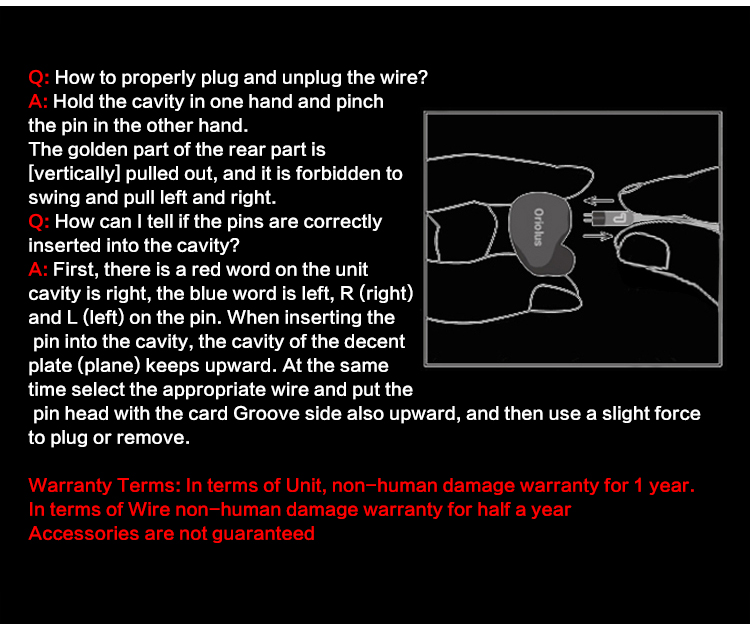 Q: How to properly plug and unplug the wire?
A: Hold the cavity in one hand and pinch
the pin in the other hand.
The golden part of the rear part is
[vertically] pulled out, and it is forbidden to
swing and pull left and right.
Q: How can I tell if the pins are correctly
inserted into the cavity?
A: First, there is a red word on the unit
cavity is right, the blue word is left, R (right)
and L (left) on the pin. When inserting the
pin into the cavity, the cavity of the decent
plate (plane) keeps upward. At the same
time select the appropriate wire and put the
pin head with the card Groove side also upward, and then use a slight force
to plug or remove.
Oriolus
L
Warranty Terms: In terms of Unit, non-human damage warranty for 1 year.
In terms of Wire non-human damage warranty for half a year
Accessories are not guaranteed